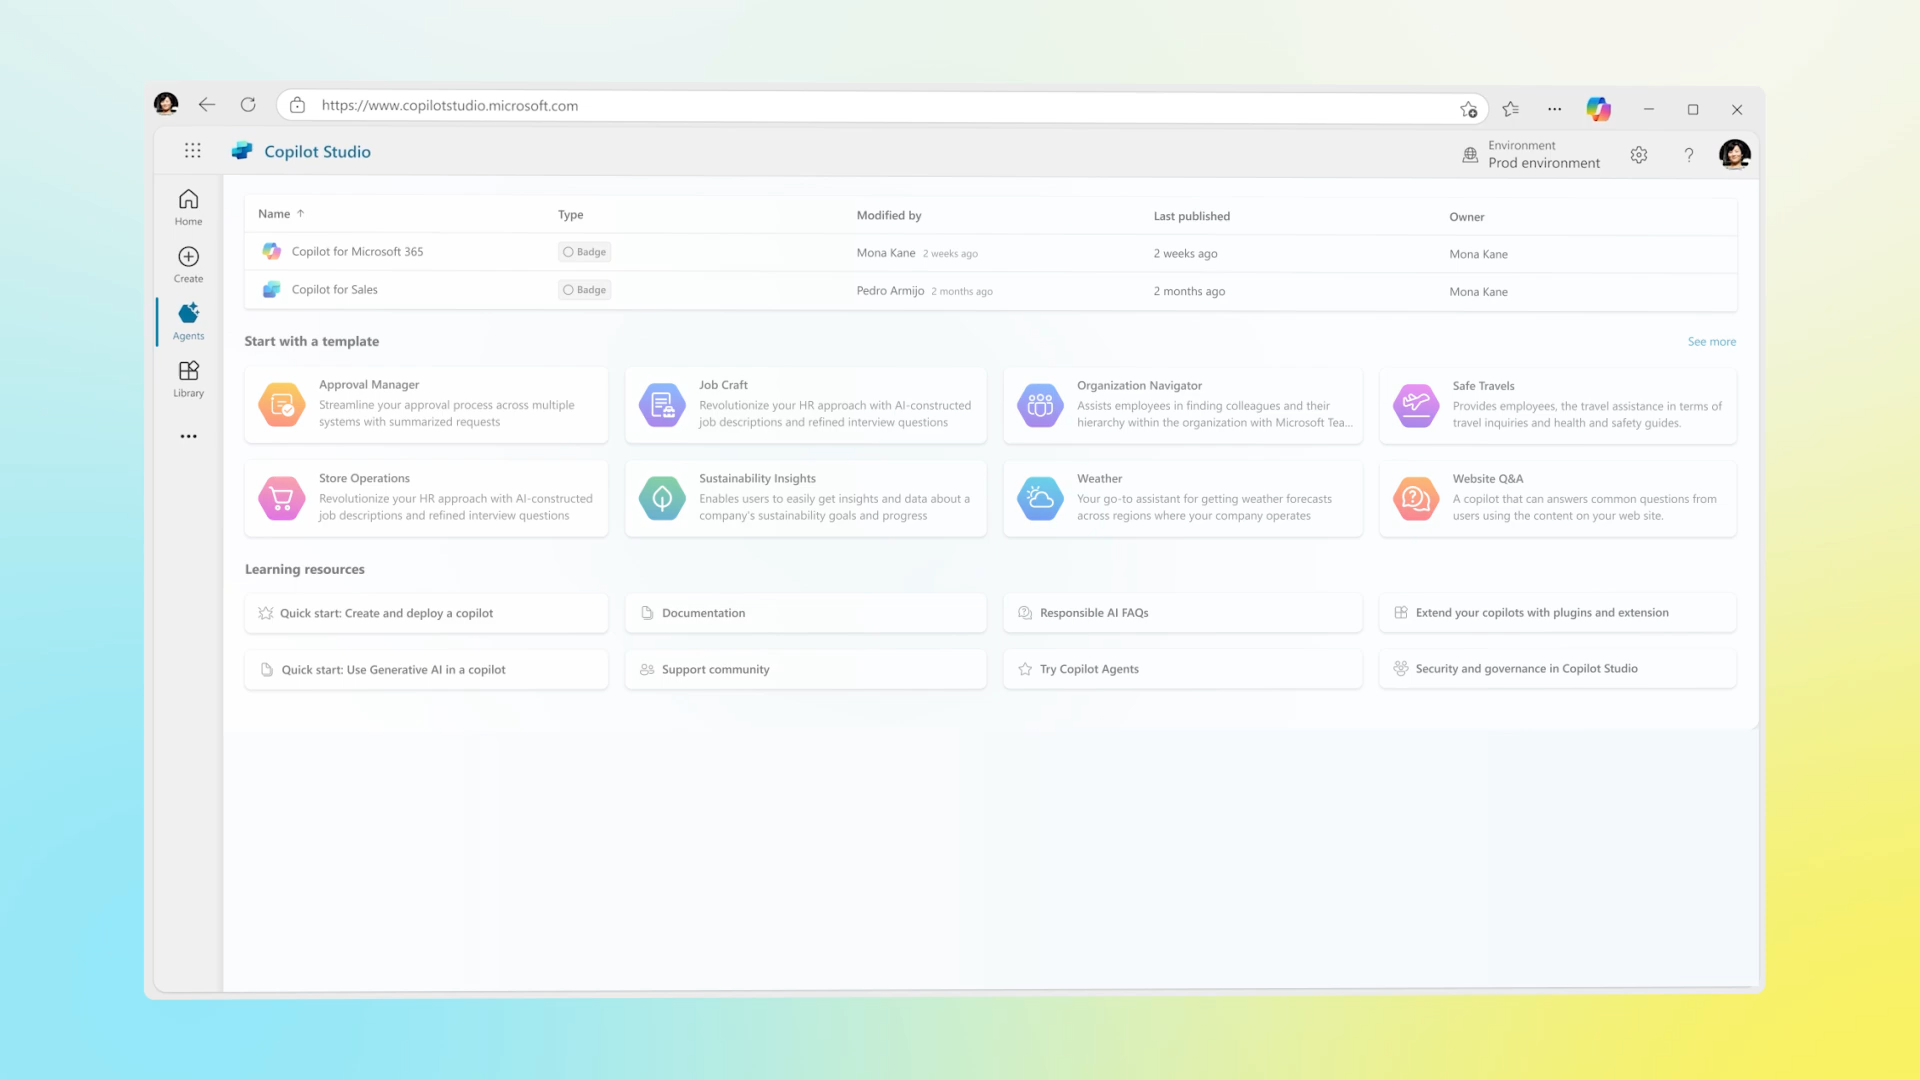 https://www.copilotstudio.microsoft.com
Copilot Studio
Environment
Prod environment
?
Home
Create
Agents
Library
Name ↑ Type Modified by Last published Owner
Copilot for Microsoft 365 Badge Mona Kane 2 weeks ago 2 weeks ago Mona Kane
Copilot for Sales Badge Pedro Armijo 2 months ago 2 months ago Mona Kane
Start with a template See more
Approval Manager
Streamline your approval process across multiple
systems with summarized requests
Job Craft
Revolutionize your HR approach with AI-constructed
job descriptions and refined interview questions
Organization Navigator
Assists employees in finding colleagues and their
hierarchy within the organization with Microsoft Tea...
Safe Travels
Provides employees, the travel assistance in terms of
travel inquiries and health and safety guides.
Store Operations
Revolutionize your HR approach with AI-constructed
job descriptions and refined interview questions
Sustainability Insights
Enables users to easily get insights and data about a
company's sustainability goals and progress
Weather
Your go-to assistant for getting weather forecasts
across regions where your company operates
Website Q&A
A copilot that can answers common questions from
users using the content on your web site.
Learning resources
Quick start: Create and deploy a copilot
Documentation
Responsible AI FAQs
Extend your copilots with plugins and extension
Quick start: Use Generative AI in a copilot
Support community
Try Copilot Agents
Security and governance in Copilot Studio